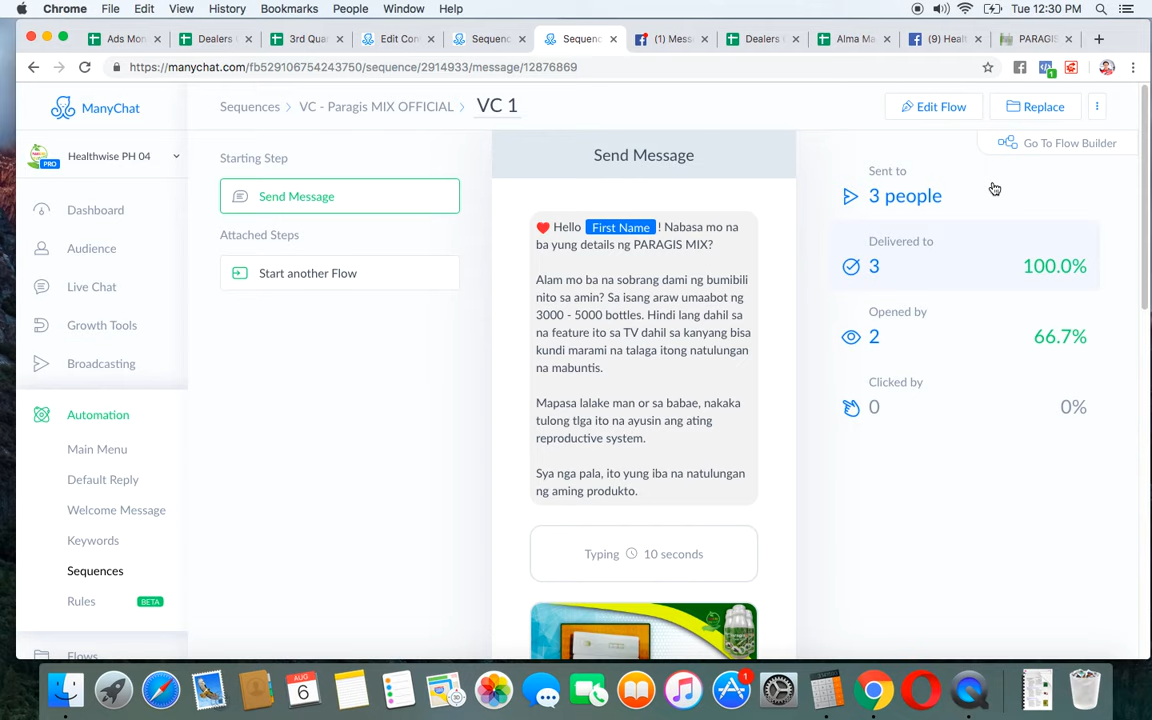 Chrome File Edit View History Bookmarks People Window Help Tue 12:30 PM
Ads Mon Dealers 3rd Qua Edit Con Sequenc Sequenc (1) Mess Dealers Alma Ma (9) Healt PARAGIS
https://manychat.com/fb529106754243750/sequence/2914933/message/12876869
1
ManyChat
Sequences VC - Paragis MIX OFFICIAL VC 1
Edit Flow
Replace
Go To Flow Builder
PRO
Healthwise PH 04
Dashboard
Audience
Live Chat
Growth Tools
Broadcasting
Automation
Main Menu
Default Reply
Welcome Message
Keywords
Sequences
Rules BETA
Flows
Starting Step
Send Message
Attached Steps
Start another Flow
Send Message
Hello First Name ! Nabasa mo na
ba yung details ng PARAGIS MIX?
Alam mo ba na sobrang dami ng bumibili
nito sa amin? Sa isang araw umaabot ng
3000 - 5000 bottles. Hindi lang dahil sa
na feature ito sa TV dahil sa kanyang bisa
kundi marami na talaga itong natulungan
na mabuntis.
Mapasa lalake man or sa babae, nakaka
tulong tlga ito na ayusin ang ating
reproductive system.
Sya nga pala, ito yung iba na natulungan
ng aming produkto.
Typing 10 seconds
Sent to
3 people
Delivered to
3 100.0%
Opened by
2 66.7%
Clicked by
0 0%
AUG
6
1